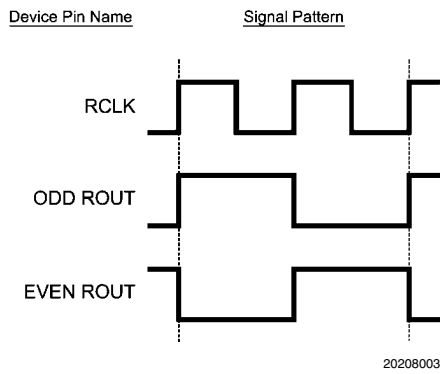 Device Pin Name Signal Pattern
RCLK
ODD ROUT
EVEN ROUT
20208003